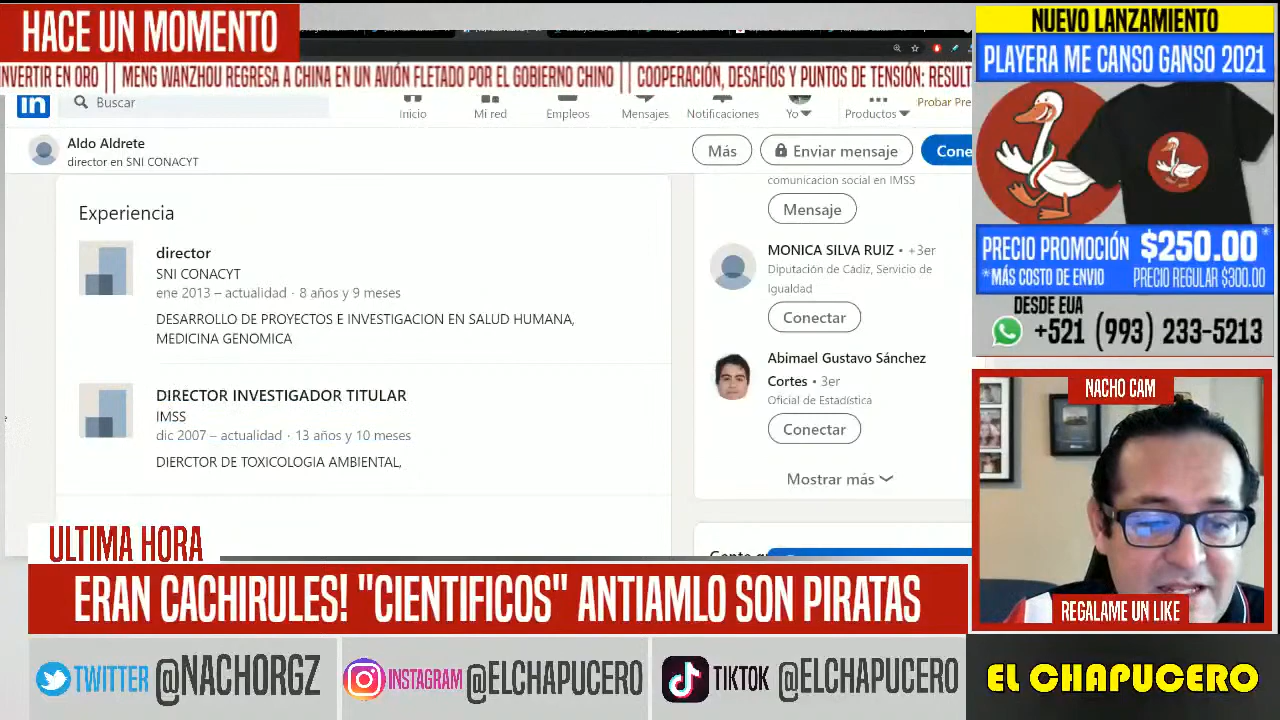 HACE UN MOMENTO
INVERTIR EN ORO || MENG WANZHOU REGRESA A CHINA EN UN AVIÓN FLETADO POR EL GOBIERNO CHINO || COOPERACIÓN, DESAFÍOS Y PUNTOS DE TENSIÓN: RESULT
in
Buscar
Inicio
Mi red
Empleos
Mensajes
Notificaciones
Yo
Productos
Probar Pre
Aldo Aldrete
director en SNI CONACYT
Más
Enviar mensaje
Cone
Experiencia
director
SNI CONACYT
ene 2013 – actualidad · 8 años y 9 meses
DESARROLLO DE PROYECTOS E INVESTIGACION EN SALUD HUMANA,
MEDICINA GENOMICA
DIRECTOR INVESTIGADOR TITULAR
IMSS
dic 2007 – actualidad · 13 años y 10 meses
DIERCTOR DE TOXICOLOGIA AMBIENTAL,
comunicacion social en IMSS
Mensaje
MONICA SILVA RUIZ • +3er
Diputación de Cádiz, Servicio de
Igualdad
Conectar
Abimael Gustavo Sánchez
Cortes • 3er
Oficial de Estadística
Conectar
Mostrar más
NUEVO LANZAMIENTO
PLAYERA ME CANSO GANSO 2021
PRECIO PROMOCIÓN $250.00*
*MÁS COSTO DE ENVIO PRECIO REGULAR $300.00
DESDE EUA
+521 (993) 233-5213
NACHO CAM
REGALAME UN LIKE
ULTIMA HORA
ERAN CACHIRULES! "CIENTIFICOS" ANTIAMLO SON PIRATAS
TWITTER @NACHORGZ
INSTAGRAM @ELCHAPUCERO
TIKTOK @ELCHAPUCERO
EL CHAPUCERO